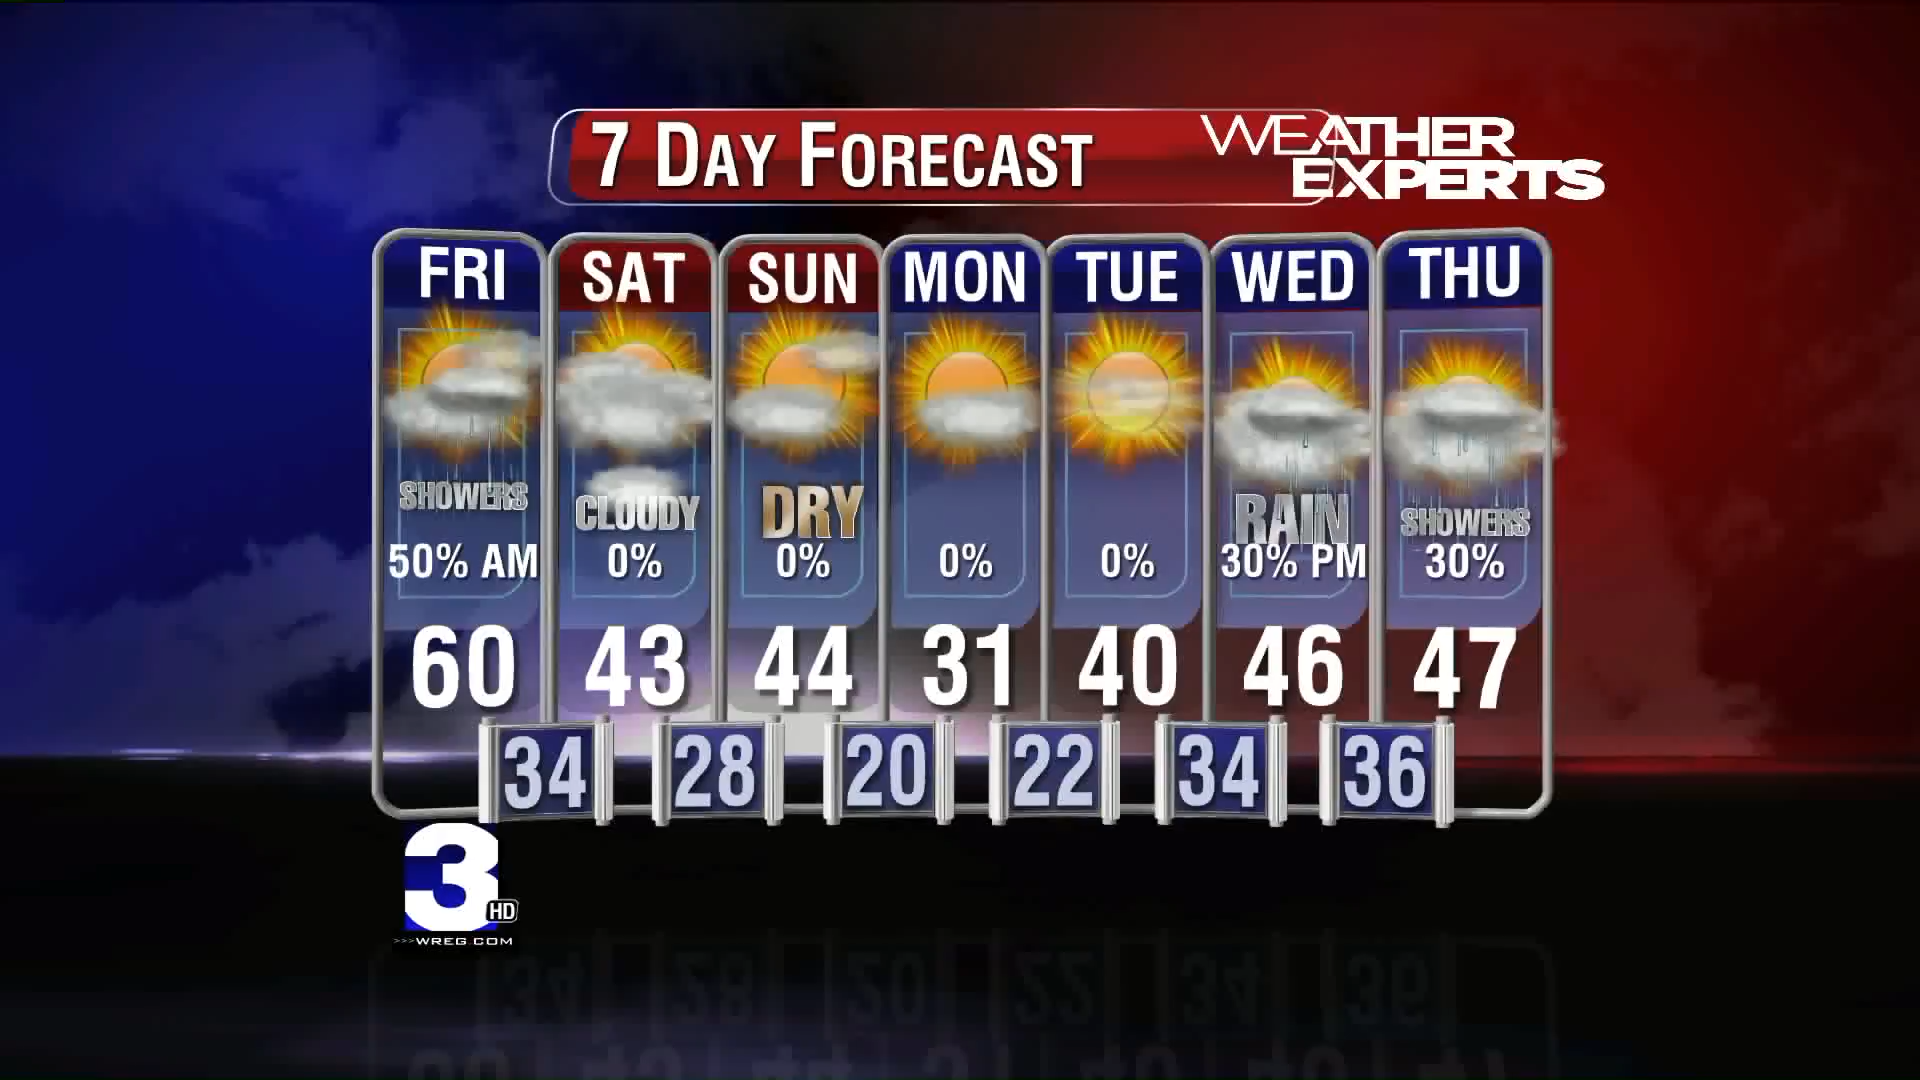 7 DAY FORECAST
WEATHER
EXPERTS
FRI SAT SUN MON TUE WED THU
SHOWERS CLOUDY DRY RAIN SHOWERS
50% AM 0% 0% 0% 0% 30% PM 30%
60 43 44 31 40 46 47
34 28 20 22 34 36
3 HD
>>>WREG.COM